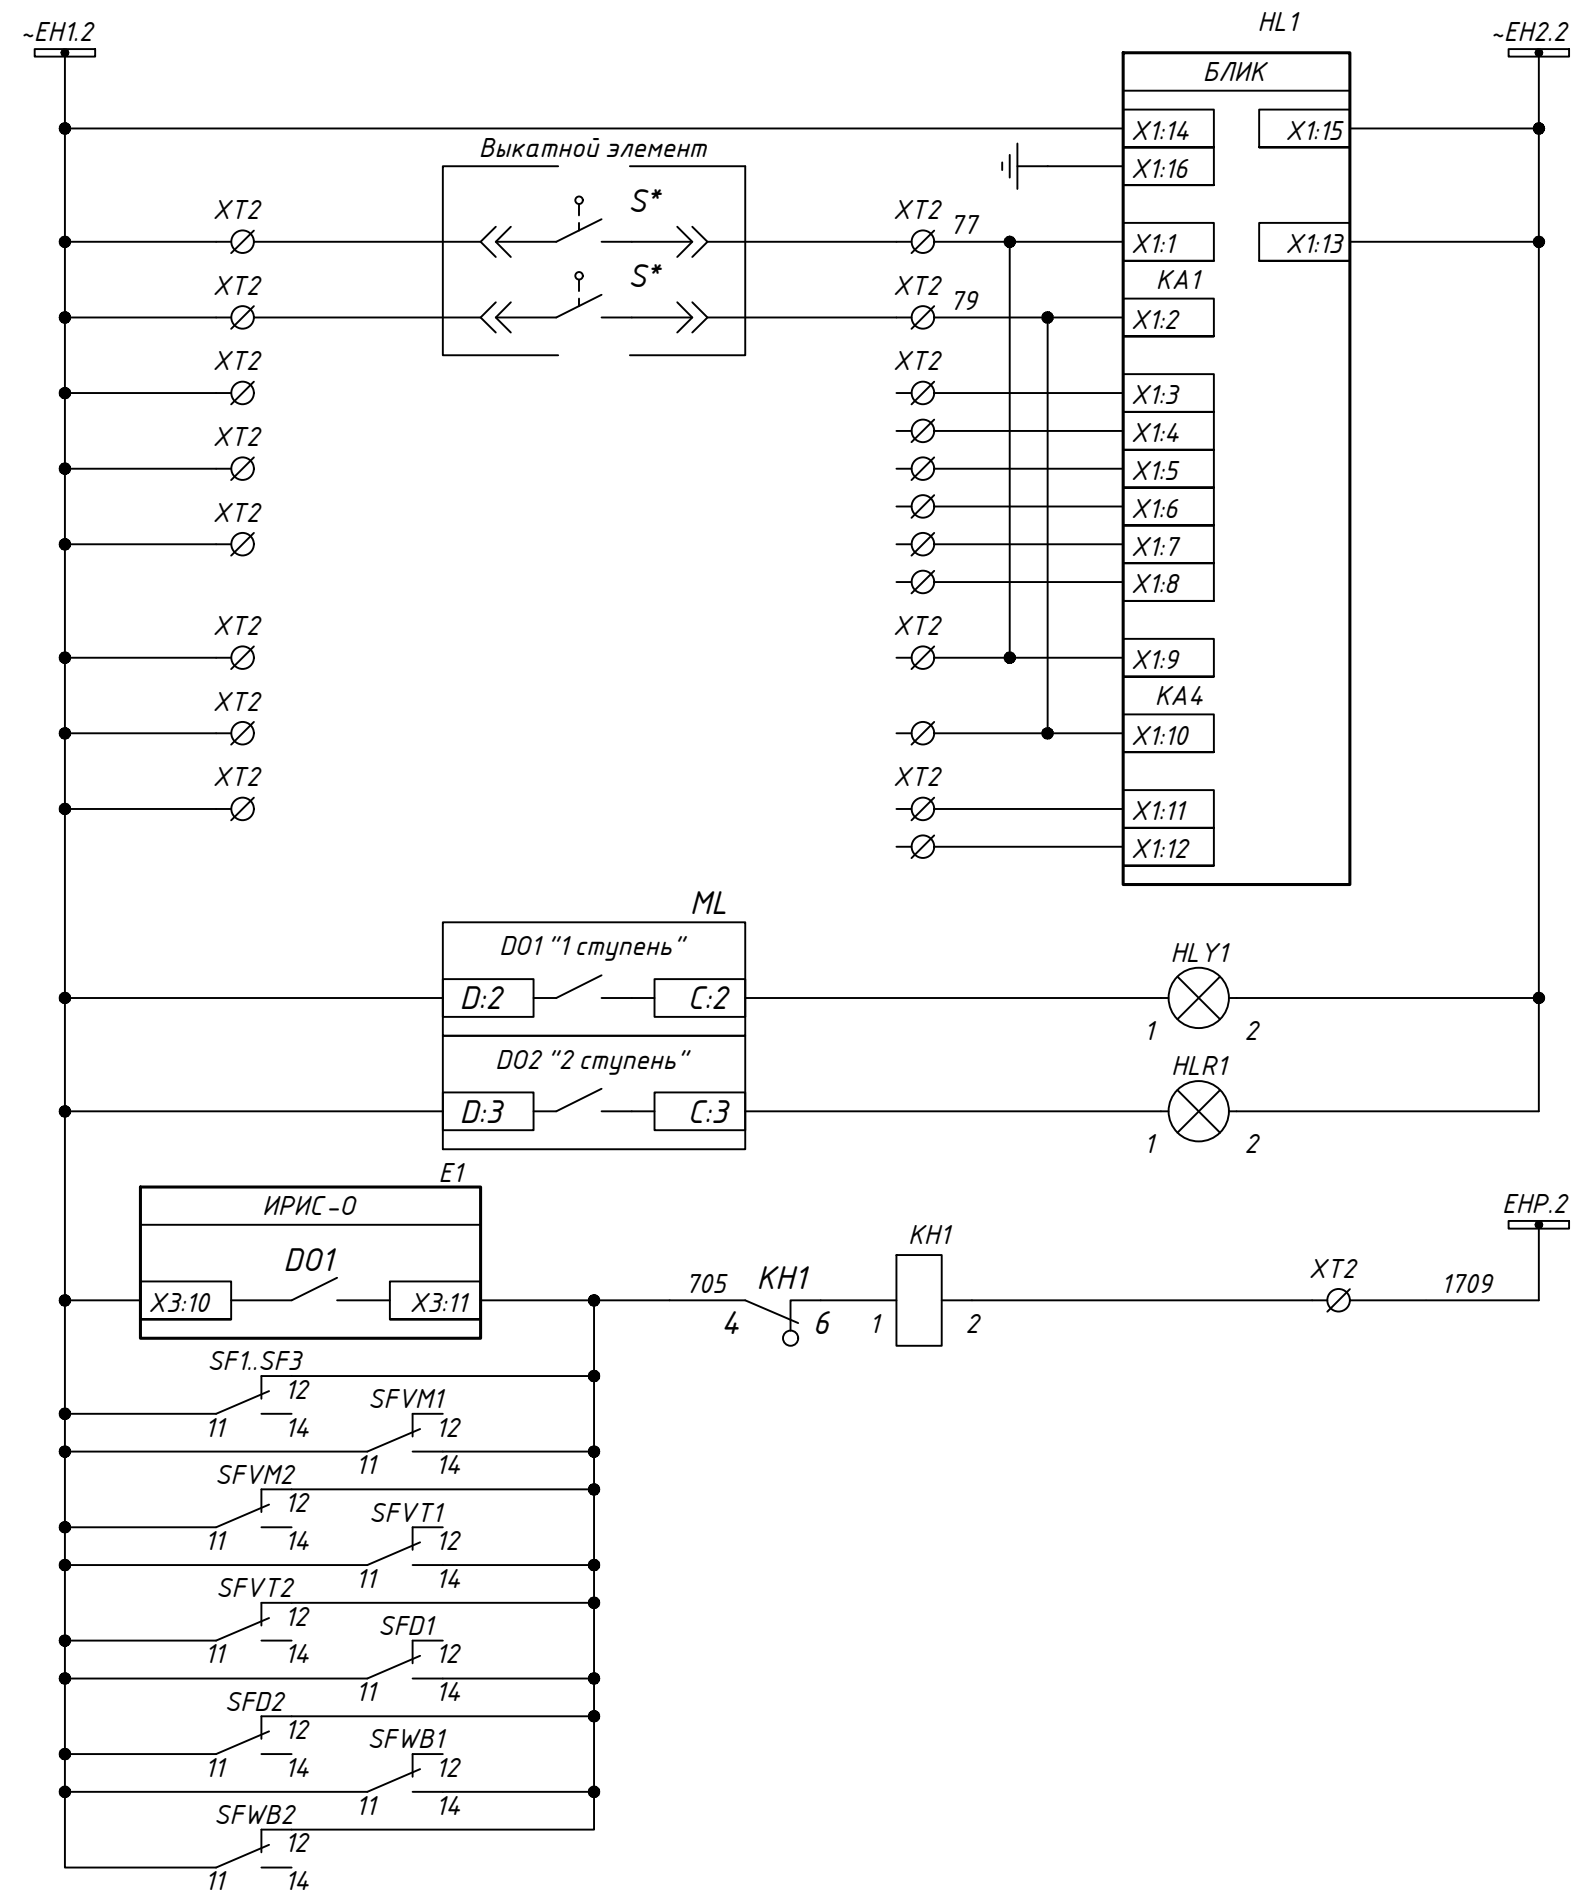 ~EH1.2
HL1
~EH2.2
БЛИК
X1:14
X1:15
Выкатной элемент
X1:16
XT2
S*
XT2
77
X1:1
X1:13
XT2
S*
XT2
79
KA1
X1:2
XT2
XT2
X1:3
XT2
X1:4
X1:5
XT2
X1:6
X1:7
X1:8
XT2
XT2
X1:9
XT2
KA4
X1:10
XT2
XT2
X1:11
X1:12
ML
DO1 "1 ступень"
HLY1
D:2
C:2
1
2
DO2 "2 ступень"
HLR1
D:3
C:3
1
2
E1
ИРИС-О
EHP.2
DO1
KH1
X3:10
X3:11
705
KH1
XT2
1709
4
6
1
2
SF1..SF3
12
11
14
SFVM1
12
11
14
SFVM2
12
11
14
SFVT1
12
11
14
SFVT2
12
11
14
SFD1
12
11
14
SFD2
12
11
14
SFWB1
12
11
14
SFWB2
12
11
14